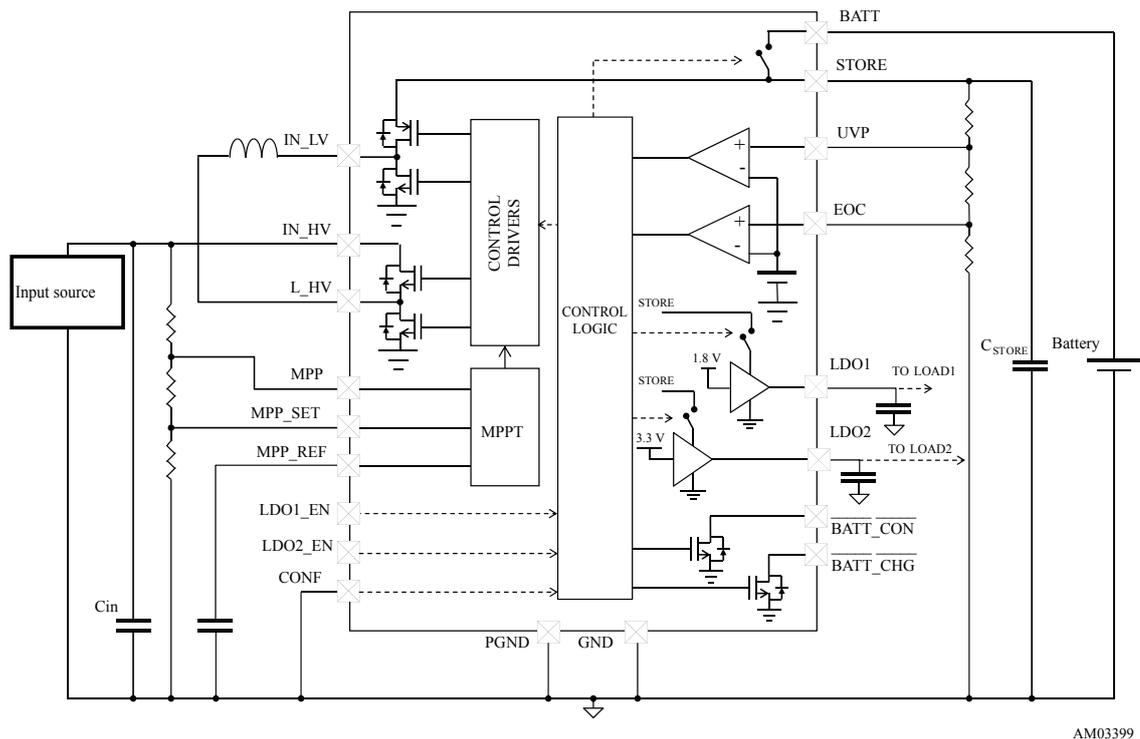 BATT
STORE
IN_LV
UVP
+
-
CONTROL
DRIVERS
EOC
+
-
IN_HV
Input source
L_HV
STORE
CONTROL
LOGIC
1.8 V
CSTORE
Battery
LDO1
TO LOAD1
MPP
STORE
MPP_SET
MPPT
3.3 V
LDO2
TO LOAD2
MPP_REF
LDO1_EN
BATT_CON
LDO2_EN
BATT_CHG
CONF
Cin
PGND
GND
AM03399